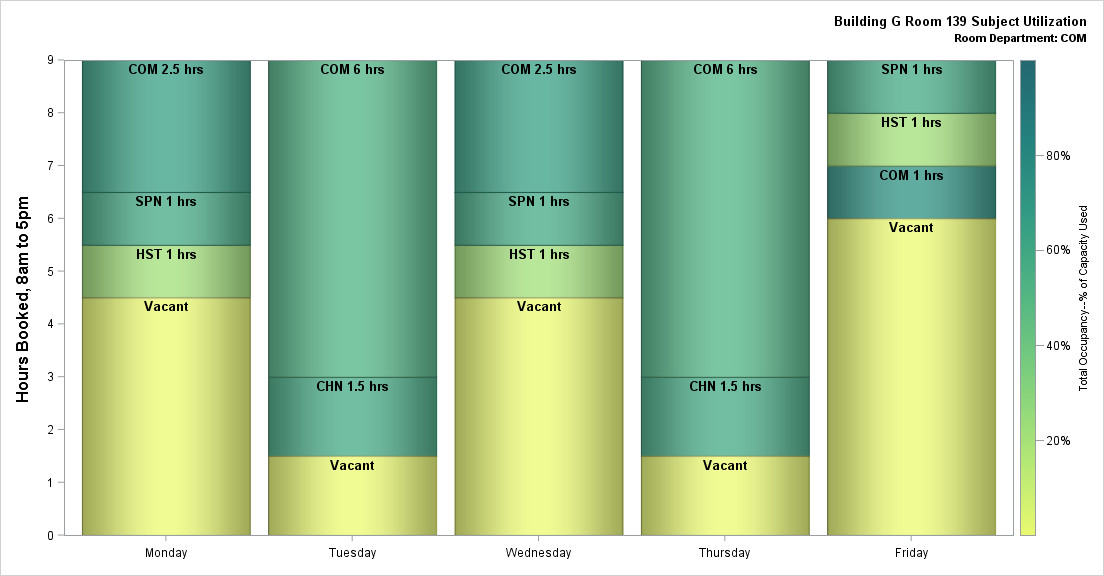 Building G Room 139 Subject Utilization
Room Department: COM
Hours Booked, 8am to 5pm
9
8
7
6
5
4
3
2
1
0
COM 2.5 hrs
SPN 1 hrs
HST 1 hrs
Vacant
Monday
COM 6 hrs
CHN 1.5 hrs
Vacant
Tuesday
COM 2.5 hrs
SPN 1 hrs
HST 1 hrs
Vacant
Wednesday
COM 6 hrs
CHN 1.5 hrs
Vacant
Thursday
SPN 1 hrs
HST 1 hrs
COM 1 hrs
Vacant
Friday
80%
60%
40%
20%
Total Occupancy--% of Capacity Used